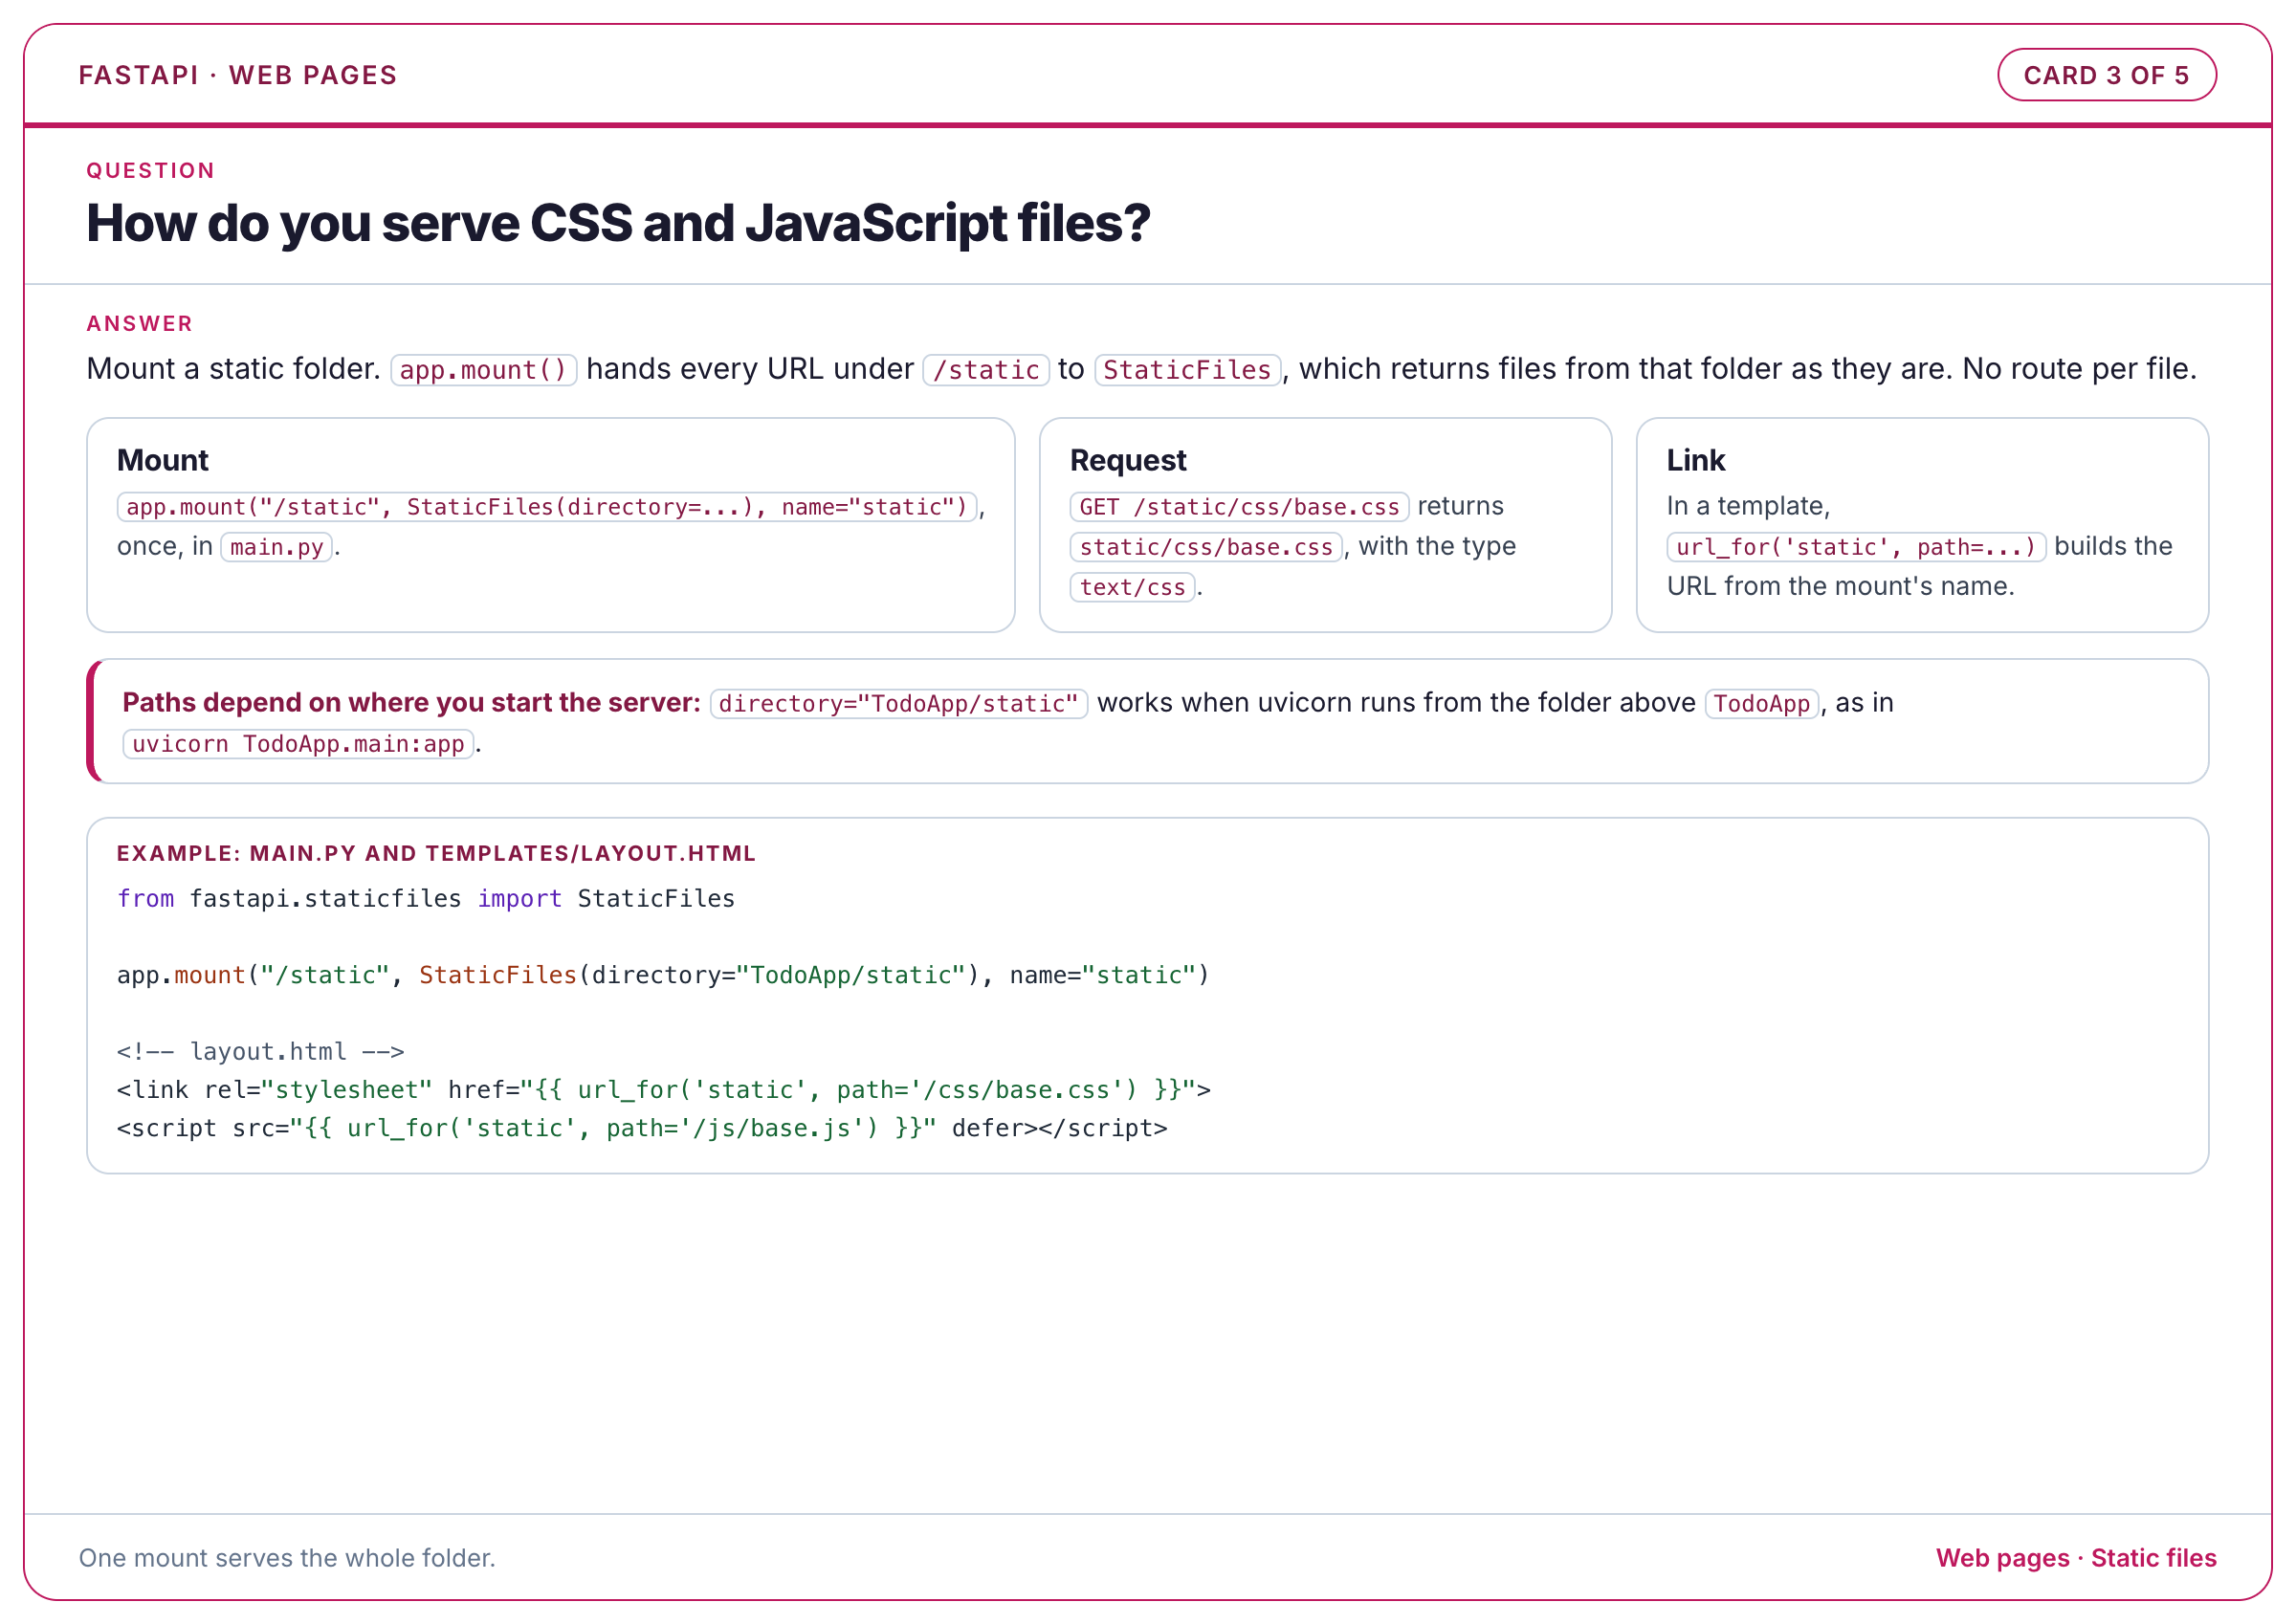 FASTAPI · WEB PAGES
CARD 3 OF 5
QUESTION
How do you serve CSS and JavaScript files?
ANSWER
Mount a static folder. app.mount() hands every URL under /static to StaticFiles, which returns files from that folder as they are. No route per file.
Mount
app.mount("/static", StaticFiles(directory=...), name="static"),
once, in main.py.
Request
GET /static/css/base.css returns
static/css/base.css, with the type
text/css.
Link
In a template,
url_for('static', path=...) builds the
URL from the mount's name.
Paths depend on where you start the server: directory="TodoApp/static" works when uvicorn runs from the folder above TodoApp, as in
uvicorn TodoApp.main:app.
EXAMPLE: MAIN.PY AND TEMPLATES/LAYOUT.HTML
from fastapi.staticfiles import StaticFiles
app.mount("/static", StaticFiles(directory="TodoApp/static"), name="static")
<!-- layout.html -->
<link rel="stylesheet" href="{{ url_for('static', path='/css/base.css') }}">
<script src="{{ url_for('static', path='/js/base.js') }}" defer></script>
One mount serves the whole folder.
Web pages · Static files